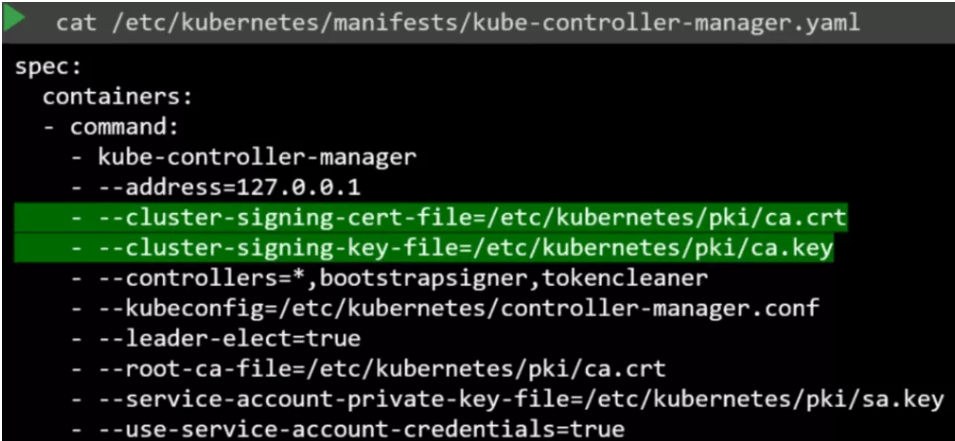 cat /etc/kubernetes/manifests/kube-controller-manager.yaml
spec:
  containers:
  - command:
    - kube-controller-manager
    - --address=127.0.0.1
    - --cluster-signing-cert-file=/etc/kubernetes/pki/ca.crt
    - --cluster-signing-key-file=/etc/kubernetes/pki/ca.key
    - --controllers=*,bootstrapsigner,tokencleaner
    - --kubeconfig=/etc/kubernetes/controller-manager.conf
    - --leader-elect=true
    - --root-ca-file=/etc/kubernetes/pki/ca.crt
    - --service-account-private-key-file=/etc/kubernetes/pki/sa.key
    - --use-service-account-credentials=true